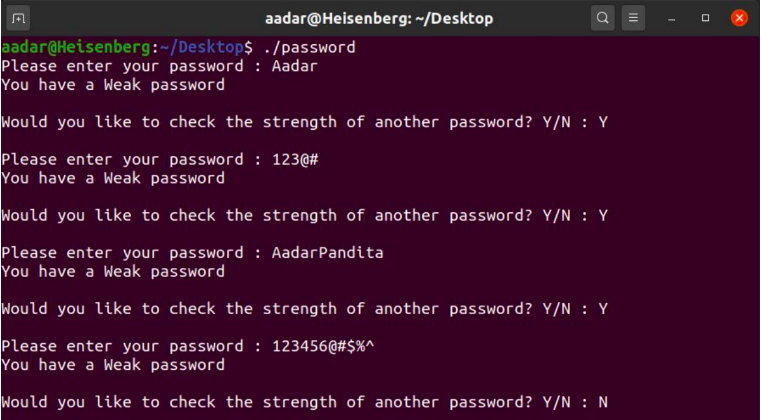 aadar@Heisenberg: ~/Desktop
aadar@Heisenberg:~/Desktop$ ./password
Please enter your password : Aadar
You have a Weak password
Would you like to check the strength of another password? Y/N : Y
Please enter your password : 123@#
You have a Weak password
Would you like to check the strength of another password? Y/N : Y
Please enter your password : AadarPandita
You have a Weak password
Would you like to check the strength of another password? Y/N : Y
Please enter your password : 123456@#$%^
You have a Weak password
Would you like to check the strength of another password? Y/N : N